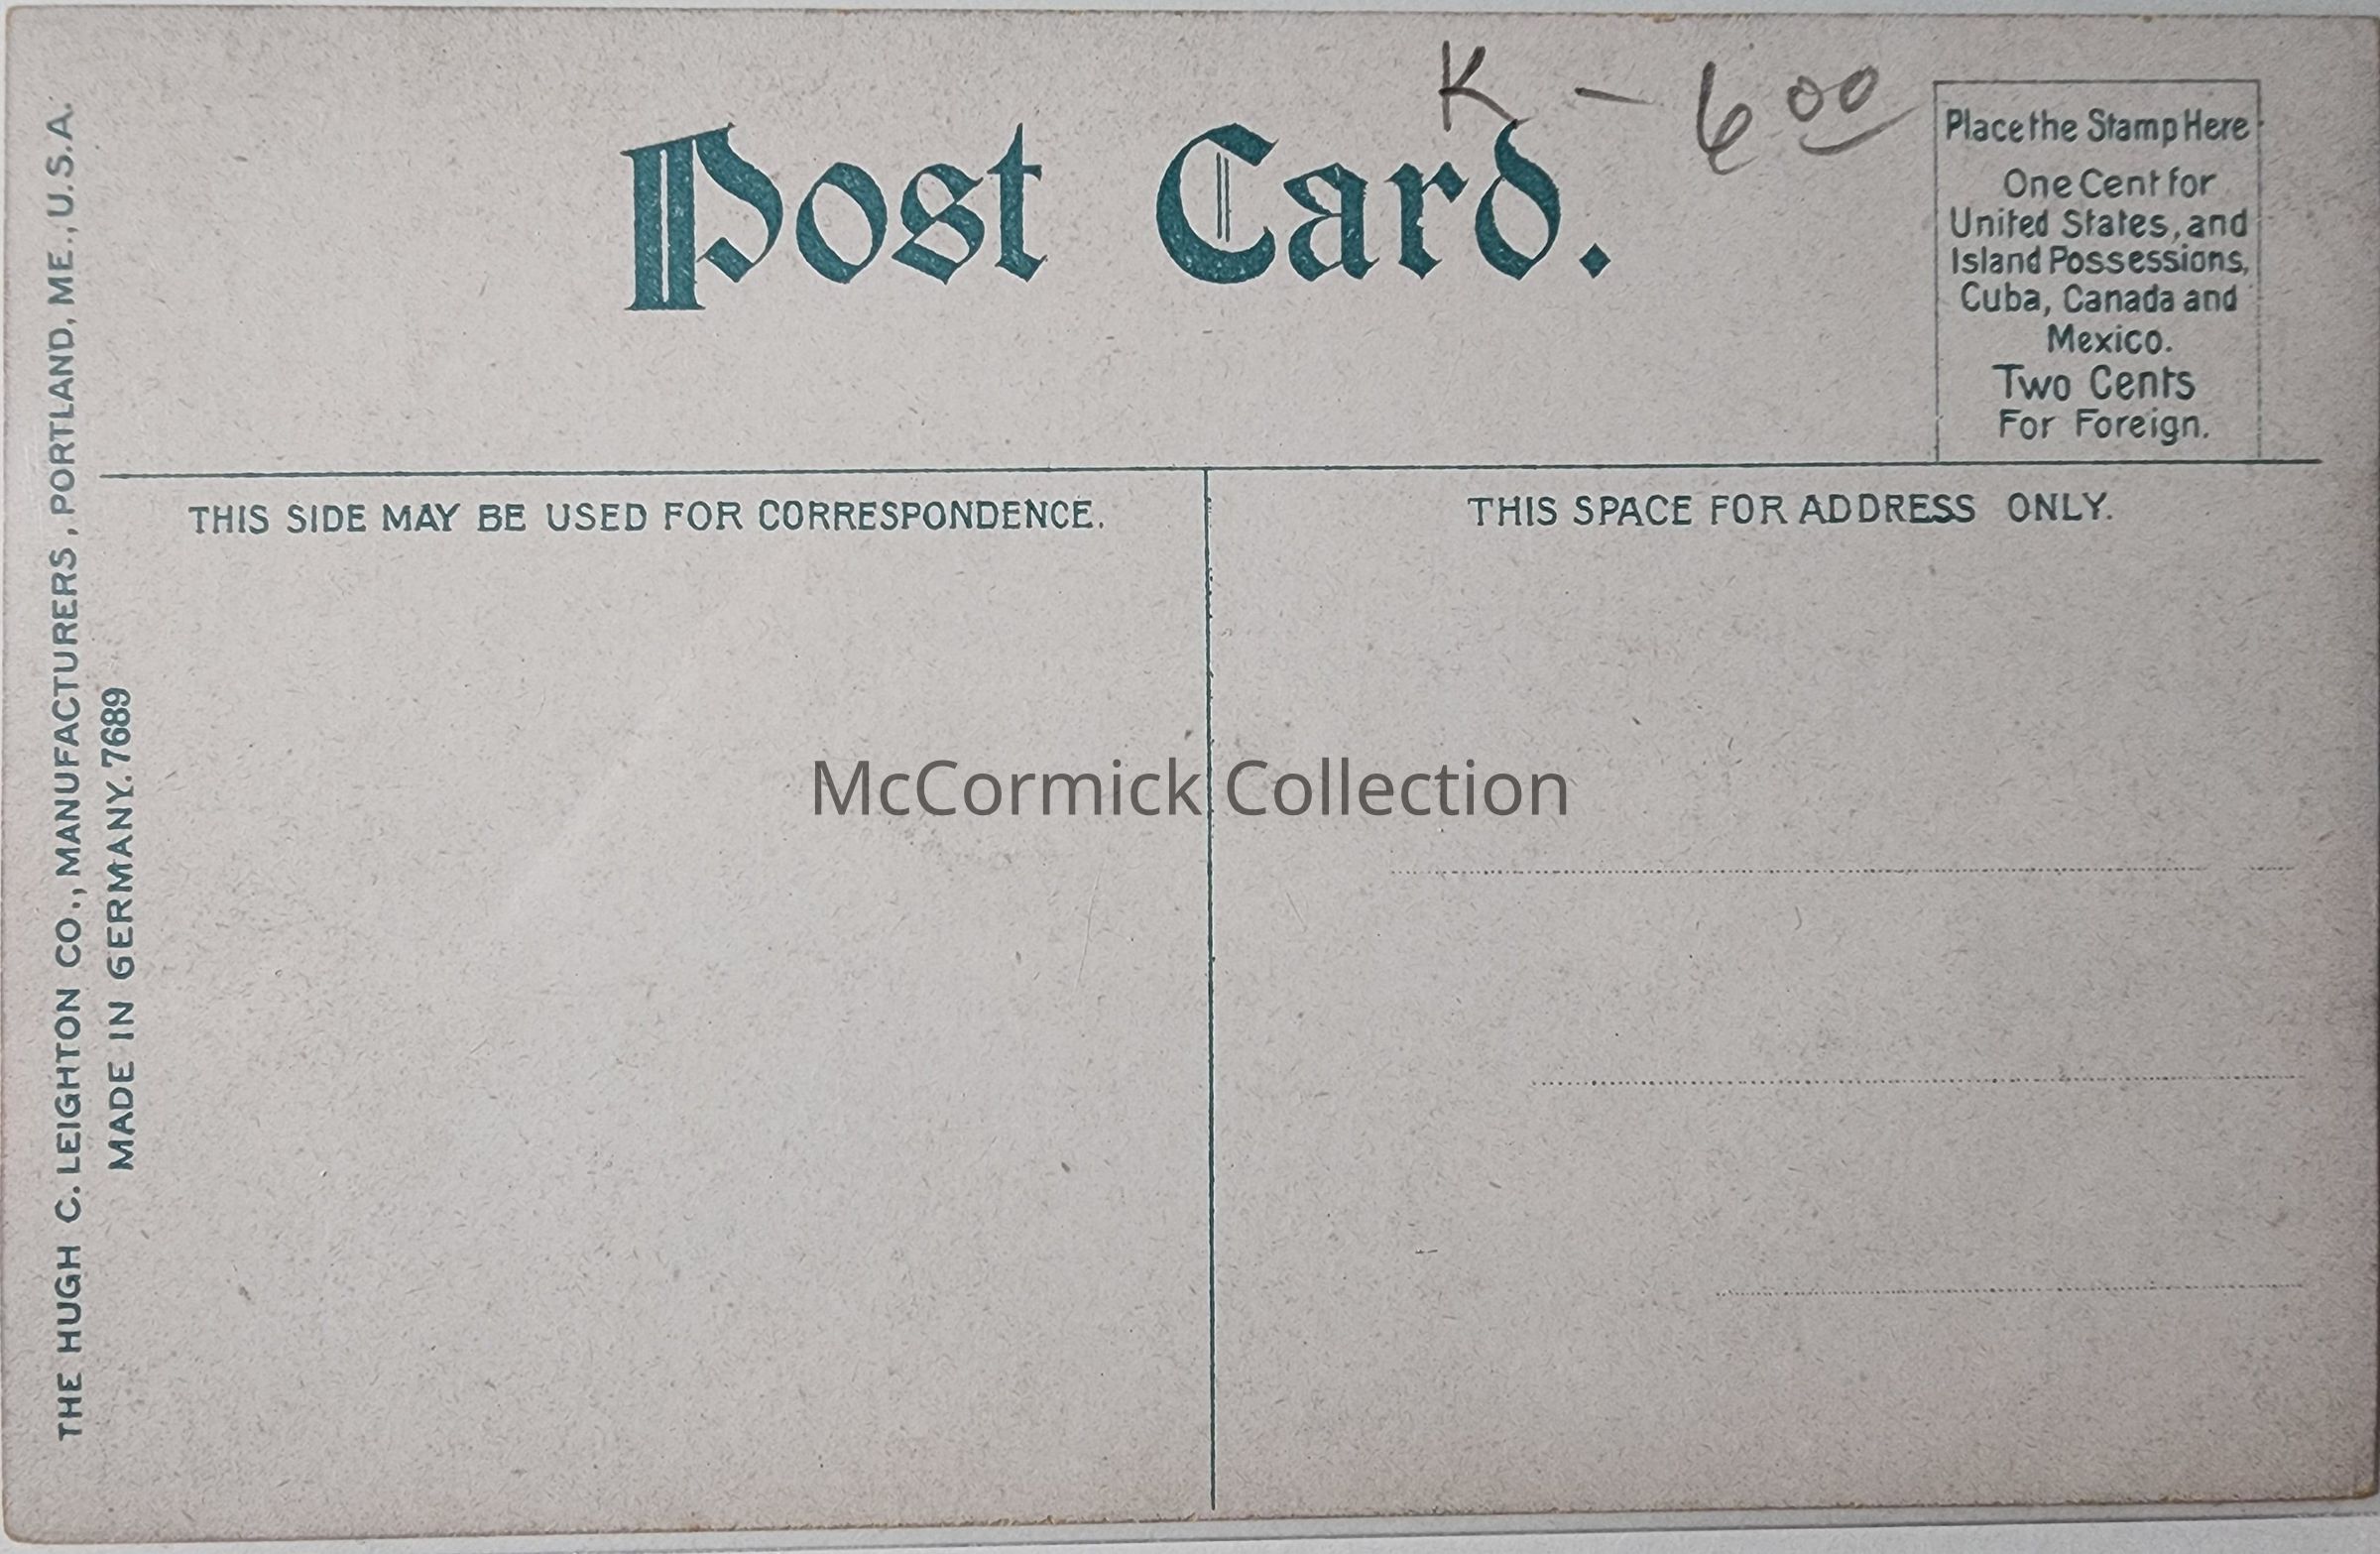 K - 6 00
Post Card.
Place the Stamp Here
One Cent for
United States, and
Island Possessions,
Cuba, Canada and
Mexico.
Two Cents
For Foreign.
THIS SIDE MAY BE USED FOR CORRESPONDENCE.
THIS SPACE FOR ADDRESS ONLY.
THE HUGH C. LEIGHTON CO., MANUFACTURERS, PORTLAND, ME., U.S.A.
MADE IN GERMANY. 7689
McCormick Collection